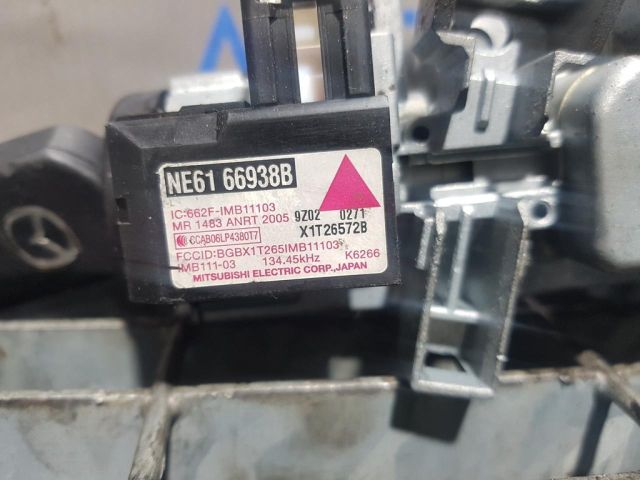 NE61 66938B
IC:662F-IMB11103
MR 1483 ANRT 2005 9Z02 0271
CCAB06LP4380T7 X1T26572B
FCCID:BGBX1T265IMB11103
IMB111-03 134.45kHz K6266
MITSUBISHI ELECTRIC CORP.,JAPAN